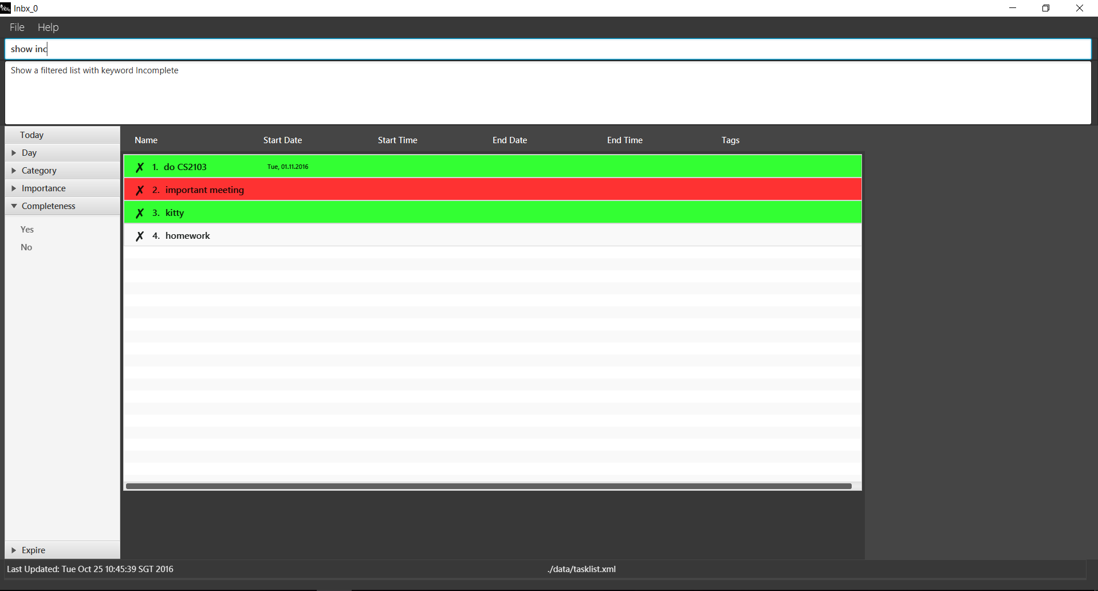 Inbx_0
File Help
show inc
Show a filtered list with keyword Incomplete
Today
Day
Category
Importance
Completeness
Yes
No
Expire
Name Start Date Start Time End Date End Time Tags
✗ 1. do CS2103 Tue, 01.11.2016
✗ 2. important meeting
✗ 3. kitty
✗ 4. homework
Last Updated: Tue Oct 25 10:45:39 SGT 2016 ./data/tasklist.xml